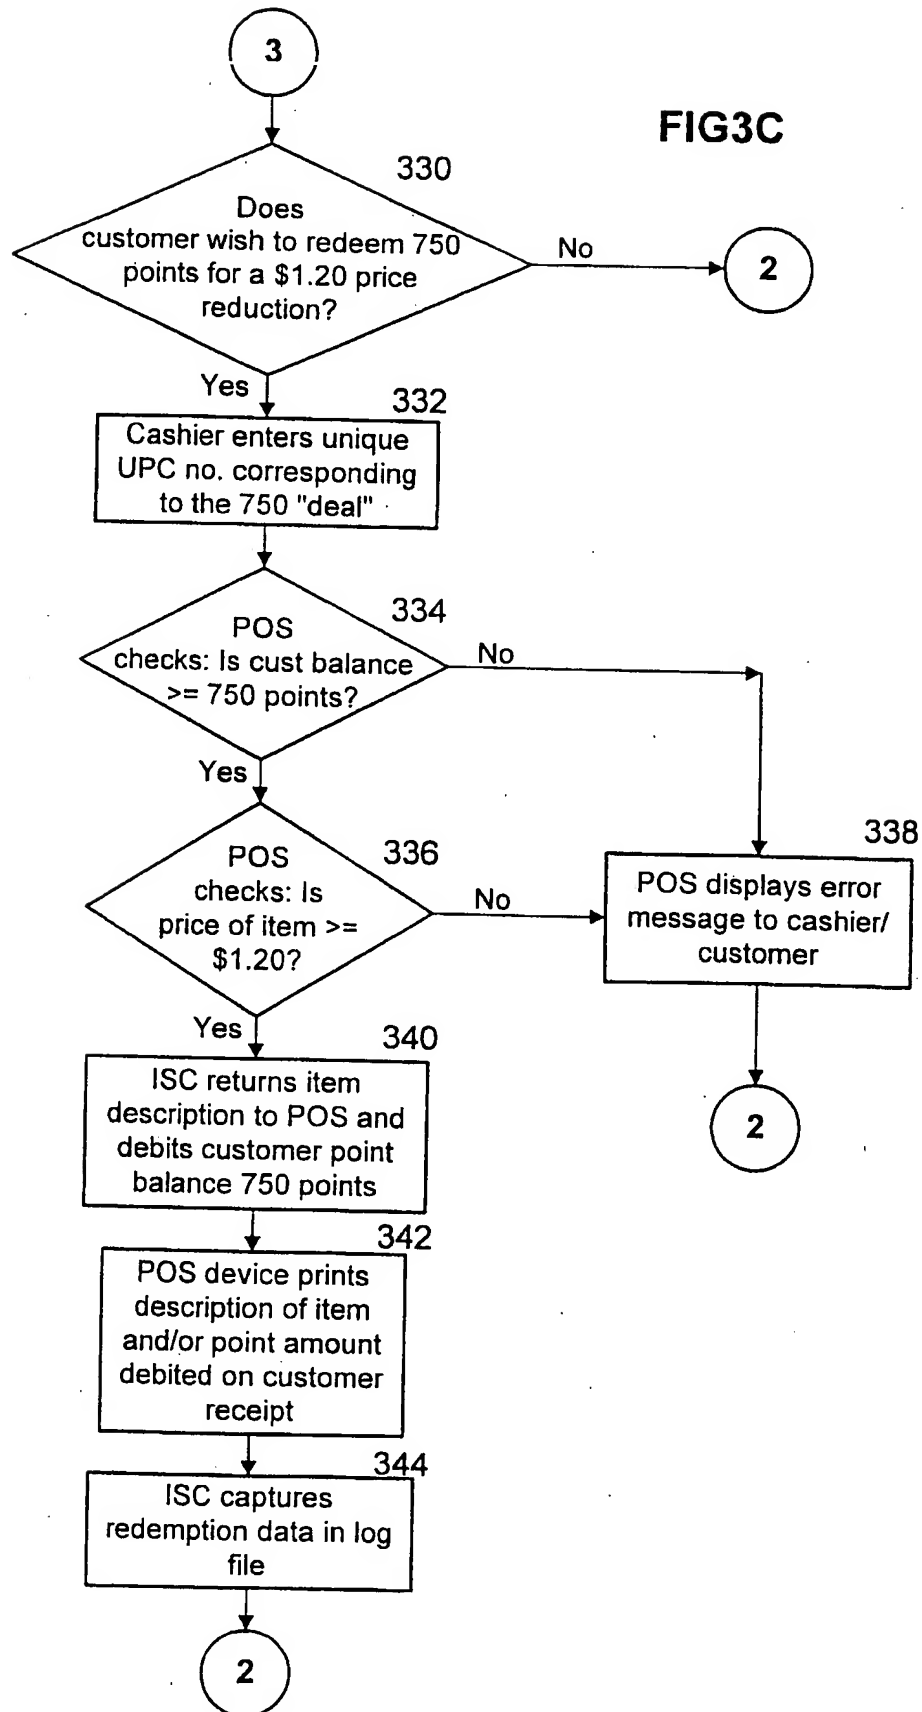 3
FIG3C
330
Does
customer wish to redeem 750
points for a $1.20 price
reduction?
No
2
Yes
332
Cashier enters unique
UPC no. corresponding
to the 750 "deal"
334
POS
checks: Is cust balance
>= 750 points?
No
Yes
336
POS
checks: Is
price of item >=
$1.20?
No
338
POS displays error
message to cashier/
customer
2
Yes
340
ISC returns item
description to POS and
debits customer point
balance 750 points
342
POS device prints
description of item
and/or point amount
debited on customer
receipt
344
ISC captures
redemption data in log
file
2